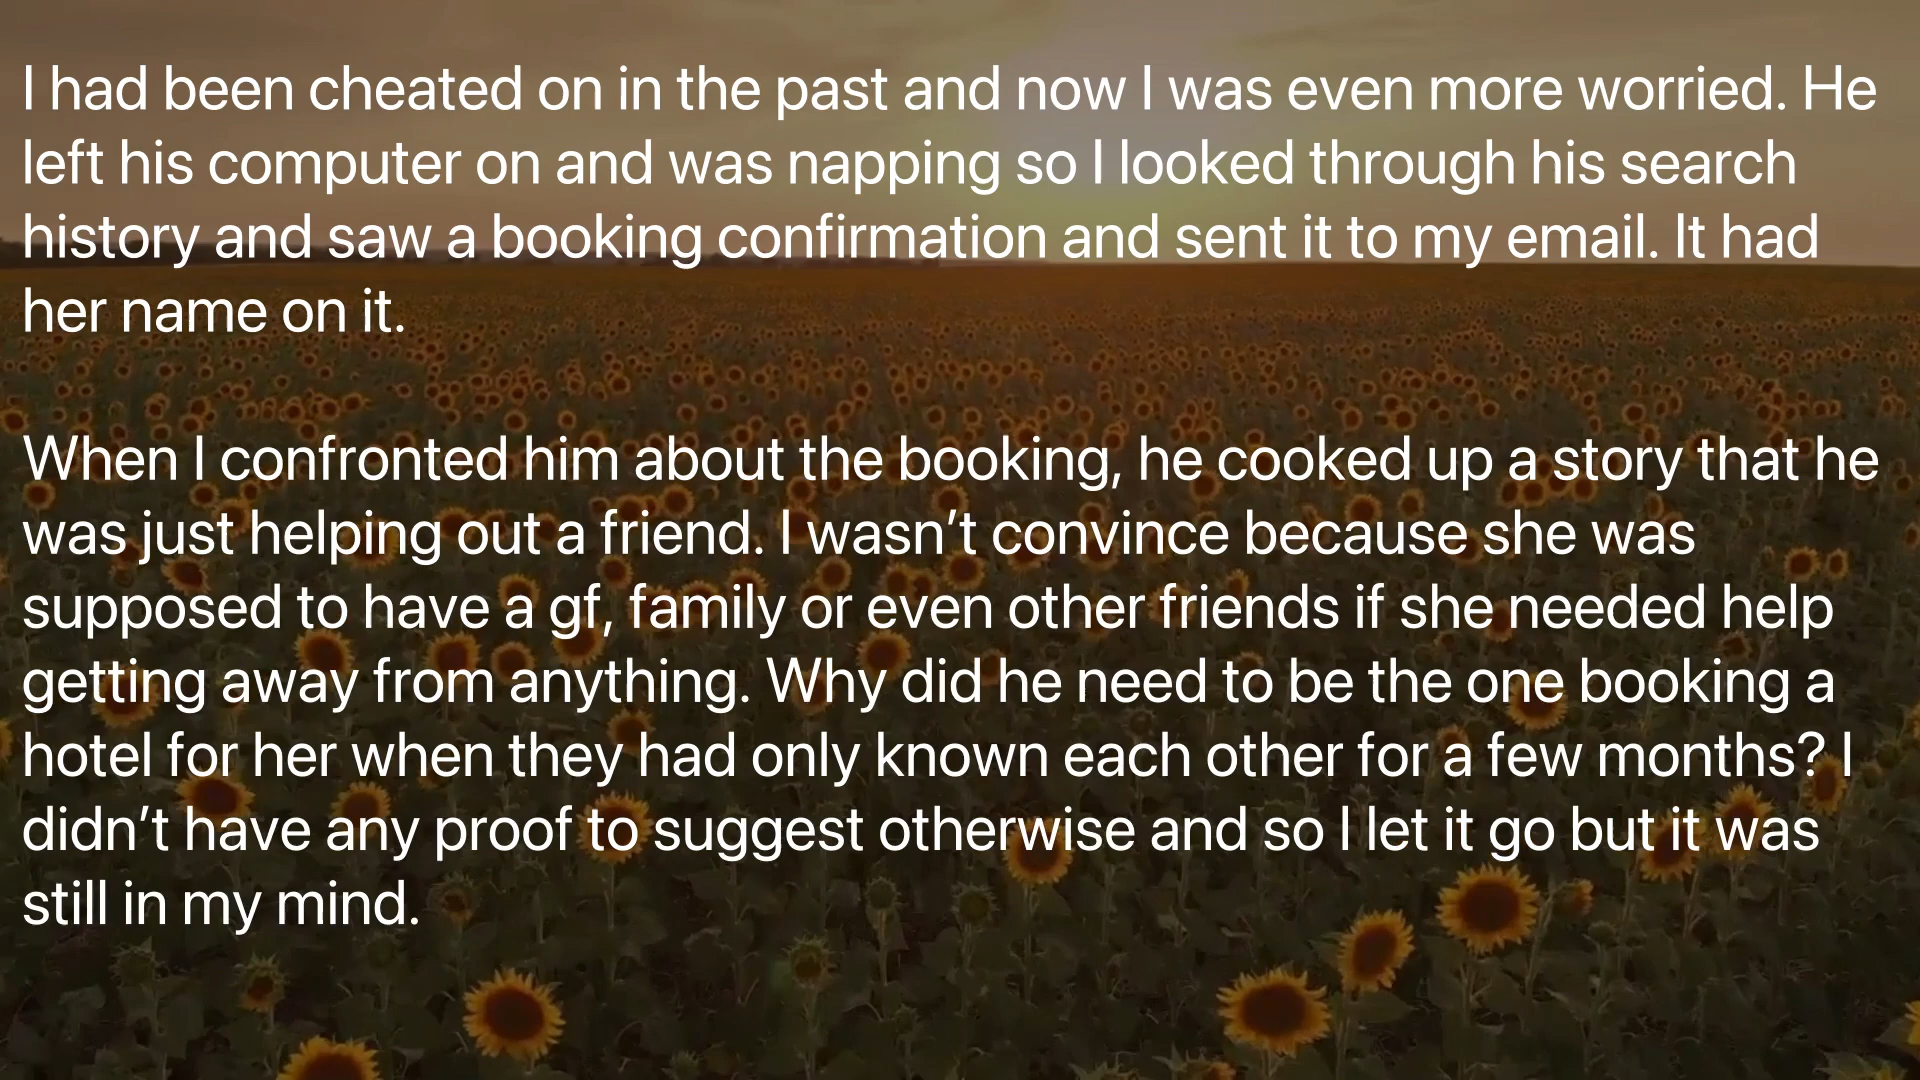 I had been cheated on in the past and now I was even more worried. He
left his computer on and was napping so I looked through his search
history and saw a booking confirmation and sent it to my email. It had
her name on it.
When I confronted him about the booking, he cooked up a story that he
was just helping out a friend. I wasn’t convince because she was
supposed to have a gf, family or even other friends if she needed help
getting away from anything. Why did he need to be the one booking a
hotel for her when they had only known each other for a few months? I
didn’t have any proof to suggest otherwise and so I let it go but it was
still in my mind.